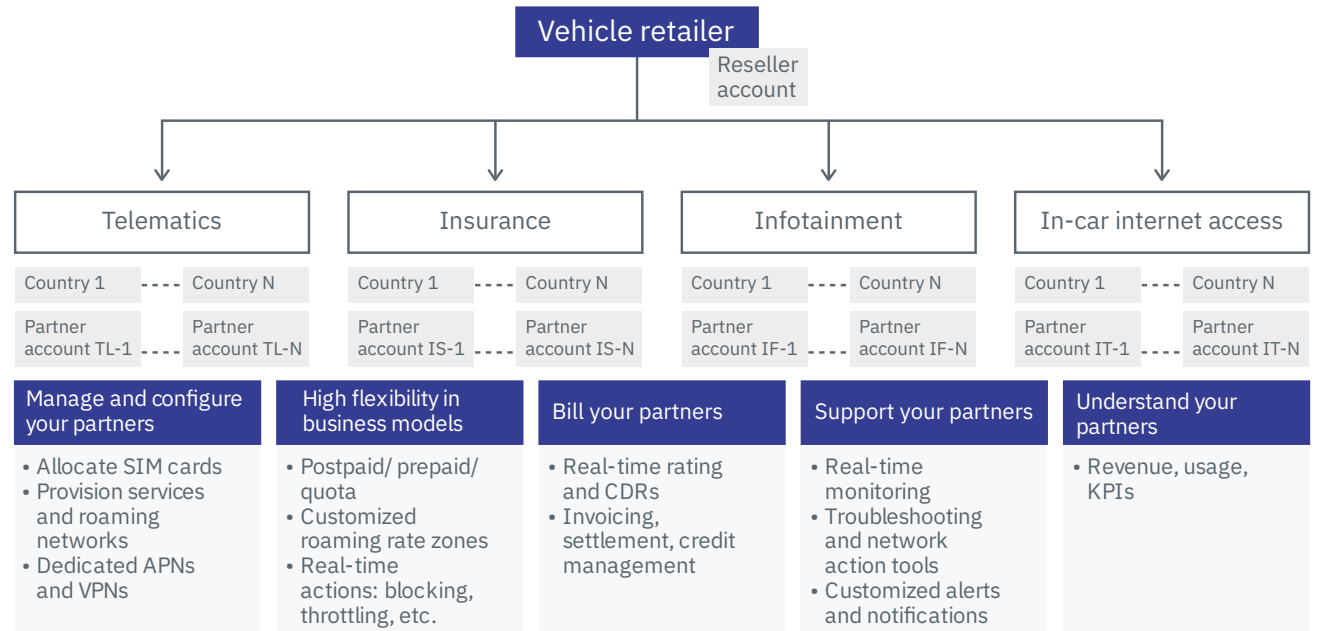 Vehicle retailer
Reseller
account
Telematics
Insurance
Infotainment
In-car internet access
Country 1
Country N
Country 1
Country N
Country 1
Country N
Country 1
Country N
Partner
account TL-1
Partner
account TL-N
Partner
account IS-1
Partner
account IS-N
Partner
account IF-1
Partner
account IF-N
Partner
account IT-1
Partner
account IT-N
Manage and configure
your partners
• Allocate SIM cards
• Provision services
and roaming
networks
• Dedicated APNs
and VPNs
High flexibility in
business models
• Postpaid/ prepaid/
quota
• Customized
roaming rate zones
• Real-time
actions: blocking,
throttling, etc.
Bill your partners
• Real-time rating
and CDRs
• Invoicing,
settlement, credit
management
Support your partners
• Real-time
monitoring
• Troubleshooting
and network
action tools
• Customized alerts
and notifications
Understand your
partners
• Revenue, usage,
KPIs